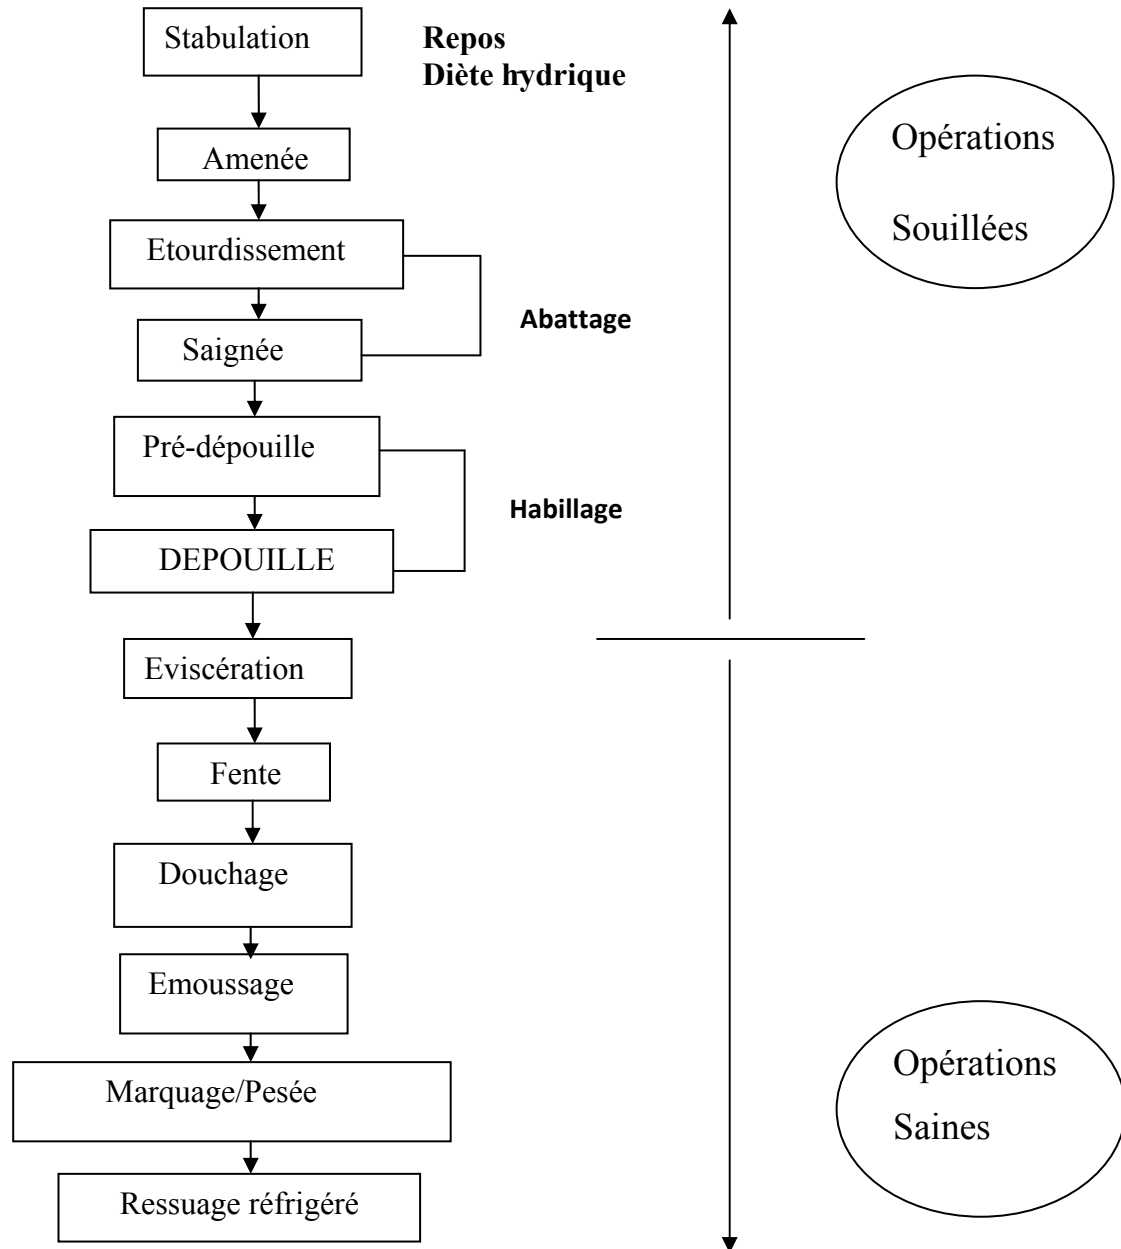 Stabulation
Repos
Diète hydrique
Opérations
Souillées
Amenée
Etourdissement
Abattage
Saignée
Pré-dépouille
Habillage
DEPOUILLE
Eviscération
Fente
Douchage
Emoussage
Opérations
Saines
Marquage/Pesée
Ressuage réfrigéré